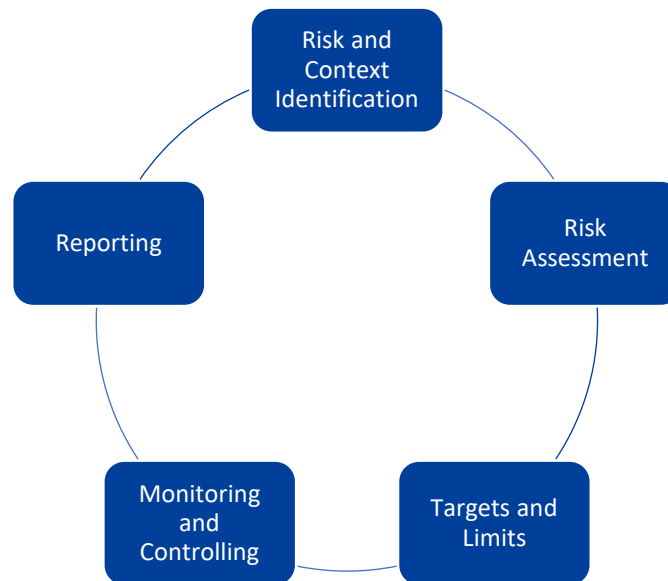 Risk and
Context
Identification
Risk
Assessment
Targets and
Limits
Monitoring
and
Controlling
Reporting